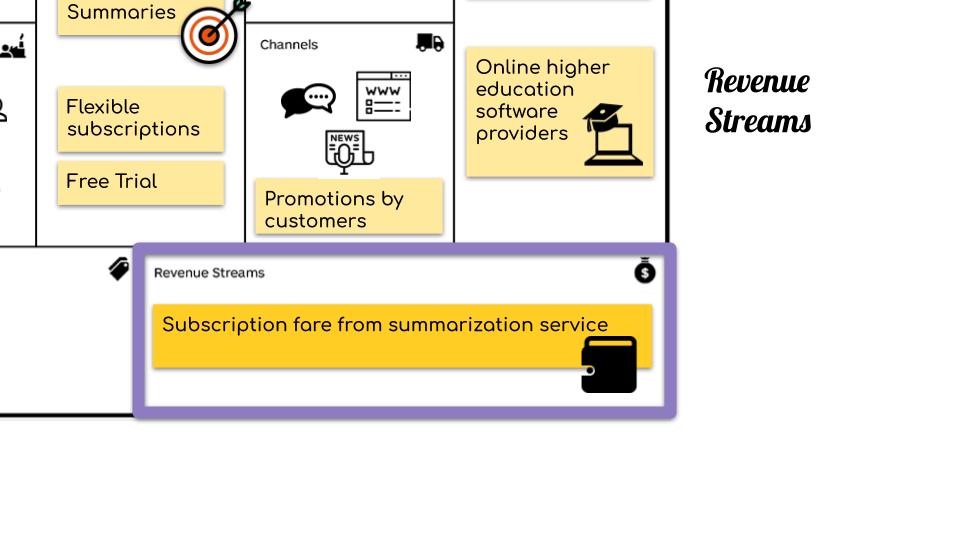 Summaries
Flexible
subscriptions
Free Trial
Channels
WWW
NEWS
Promotions by
customers
Online higher
education
software
providers
Revenue
Streams
Revenue Streams
$
Subscription fare from summarization service